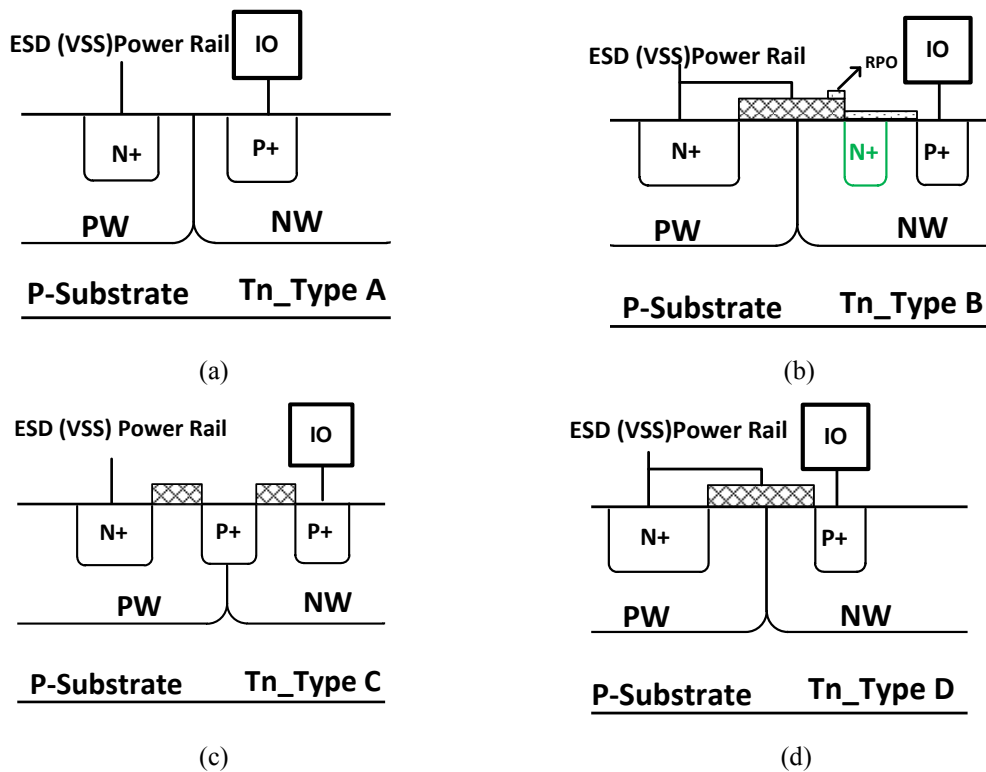 ESD (VSS)Power Rail
IO
N+
P+
PW
NW
P-Substrate
Tn_Type A
(a)
ESD (VSS)Power Rail
RPO
IO
N+
N+
P+
PW
NW
P-Substrate
Tn_Type B
(b)
ESD (VSS) Power Rail
IO
N+
P+
P+
PW
NW
P-Substrate
Tn_Type C
(c)
ESD (VSS)Power Rail
IO
N+
P+
PW
NW
P-Substrate
Tn_Type D
(d)